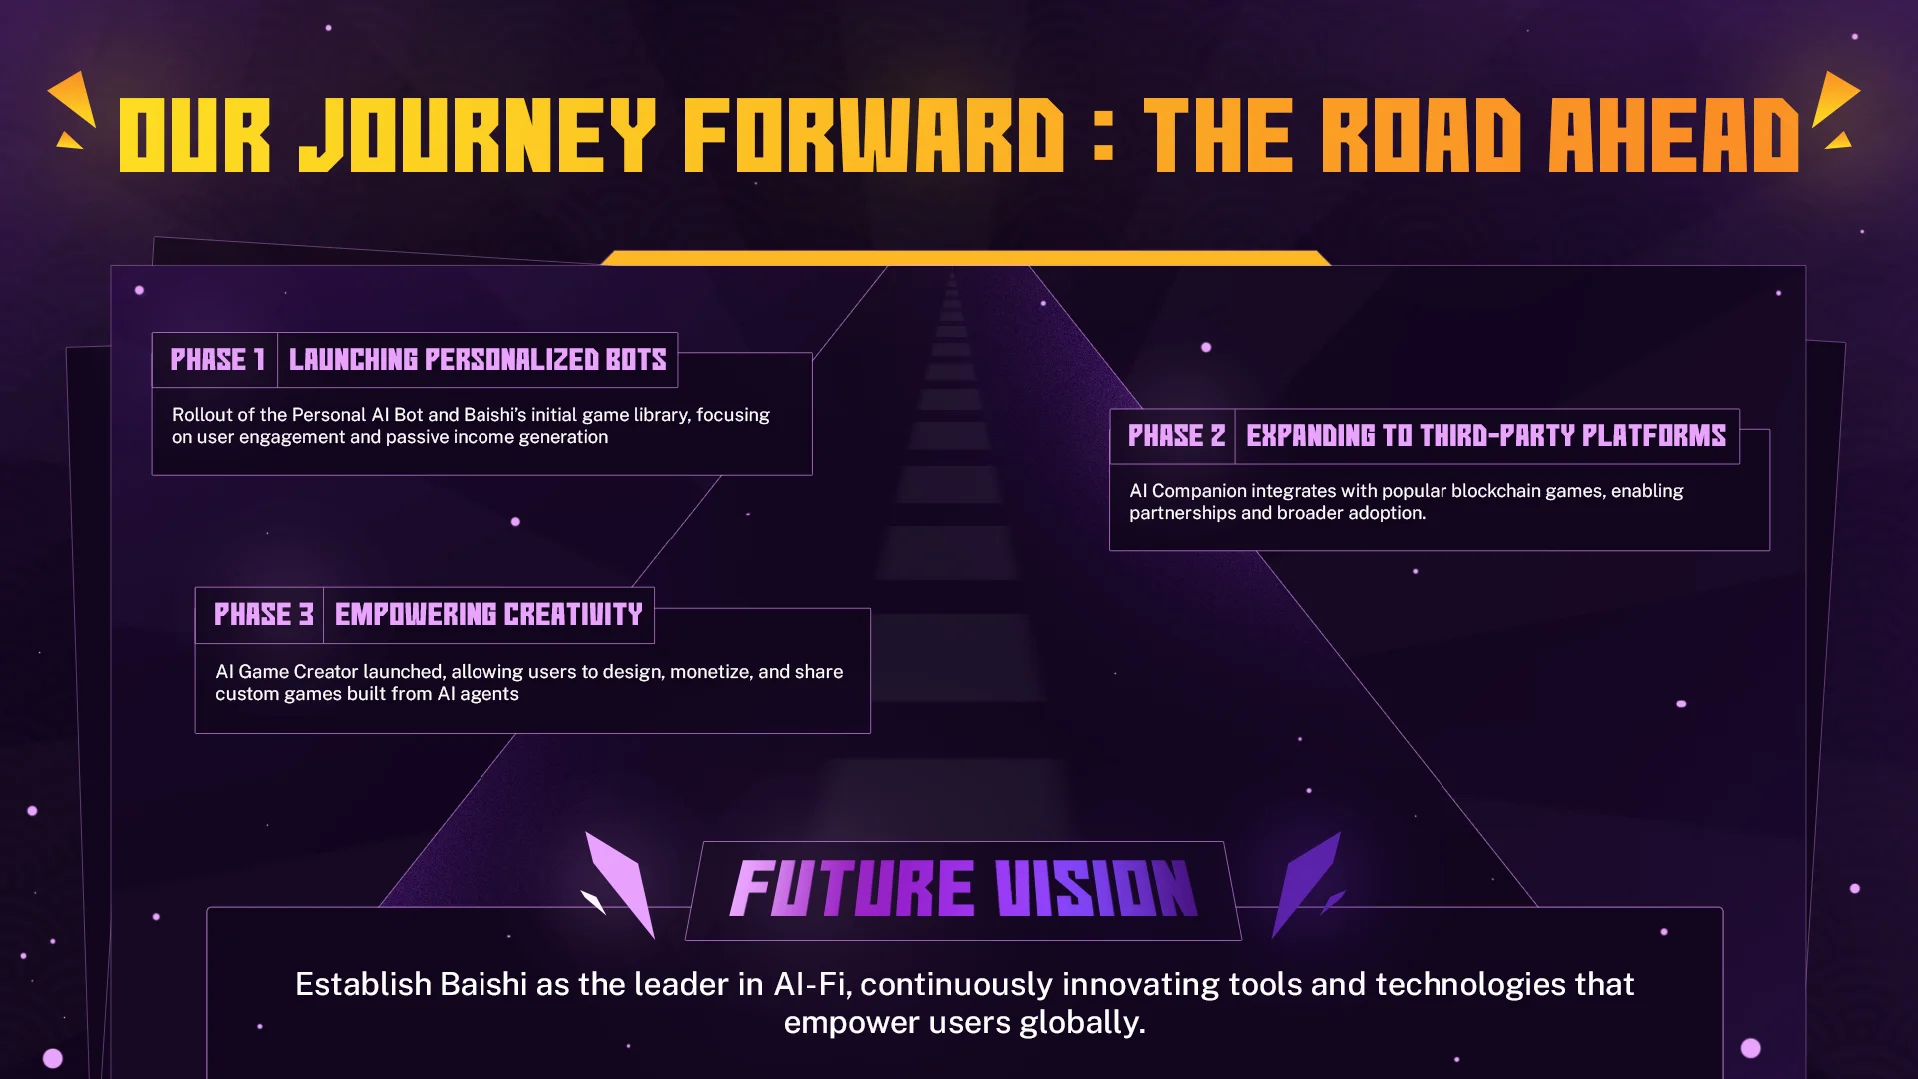 OUR JOURNEY FORWARD : THE ROAD AHEAD
PHASE 1 LAUNCHING PERSONALIZED BOTS
Rollout of the Personal AI Bot and Baishi’s initial game library, focusing
on user engagement and passive income generation
PHASE 2 EXPANDING TO THIRD-PARTY PLATFORMS
AI Companion integrates with popular blockchain games, enabling
partnerships and broader adoption.
PHASE 3 EMPOWERING CREATIVITY
AI Game Creator launched, allowing users to design, monetize, and share
custom games built from AI agents
FUTURE VISION
Establish Baishi as the leader in AI-Fi, continuously innovating tools and technologies that
empower users globally.